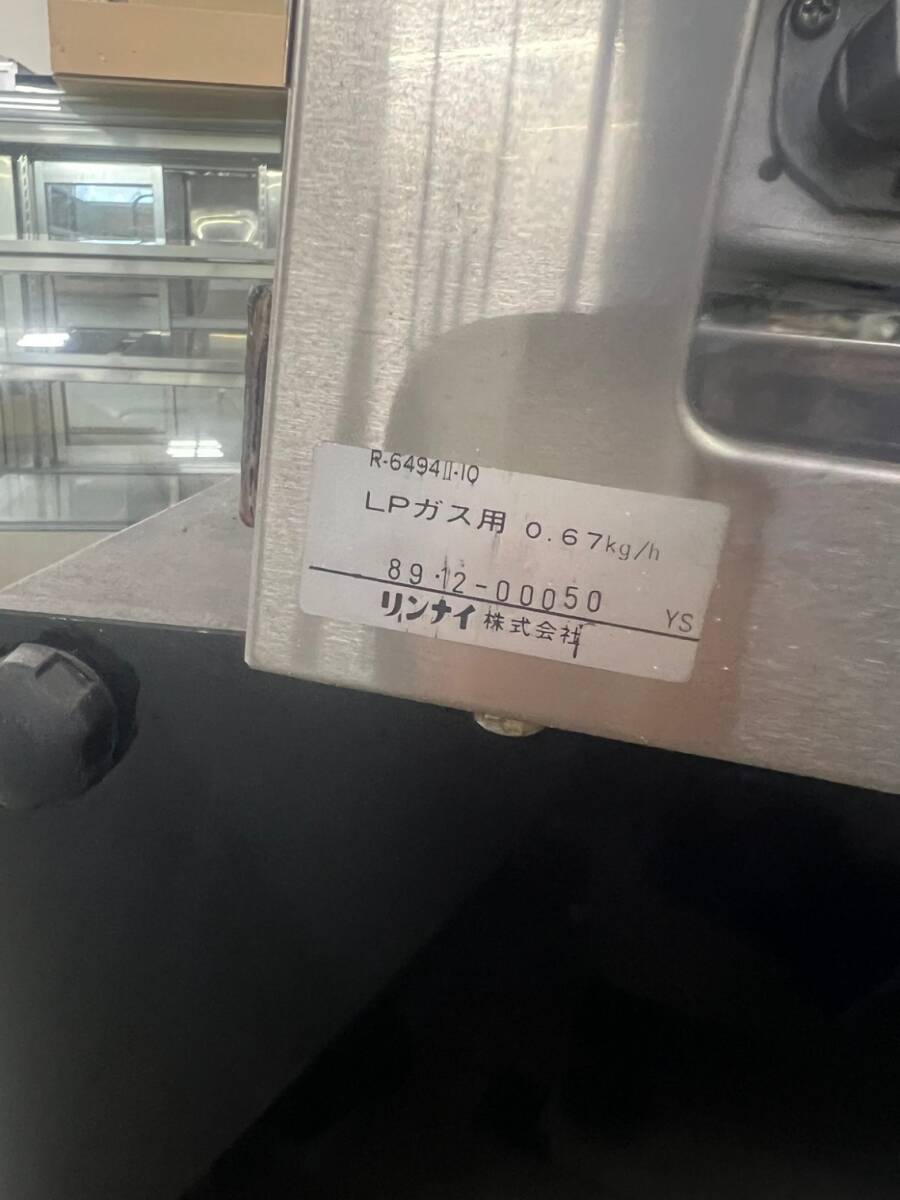 R-6494Ⅱ-10
LPガス用 0.67kg/h
89.12-00050
YS
リンナイ株式会社